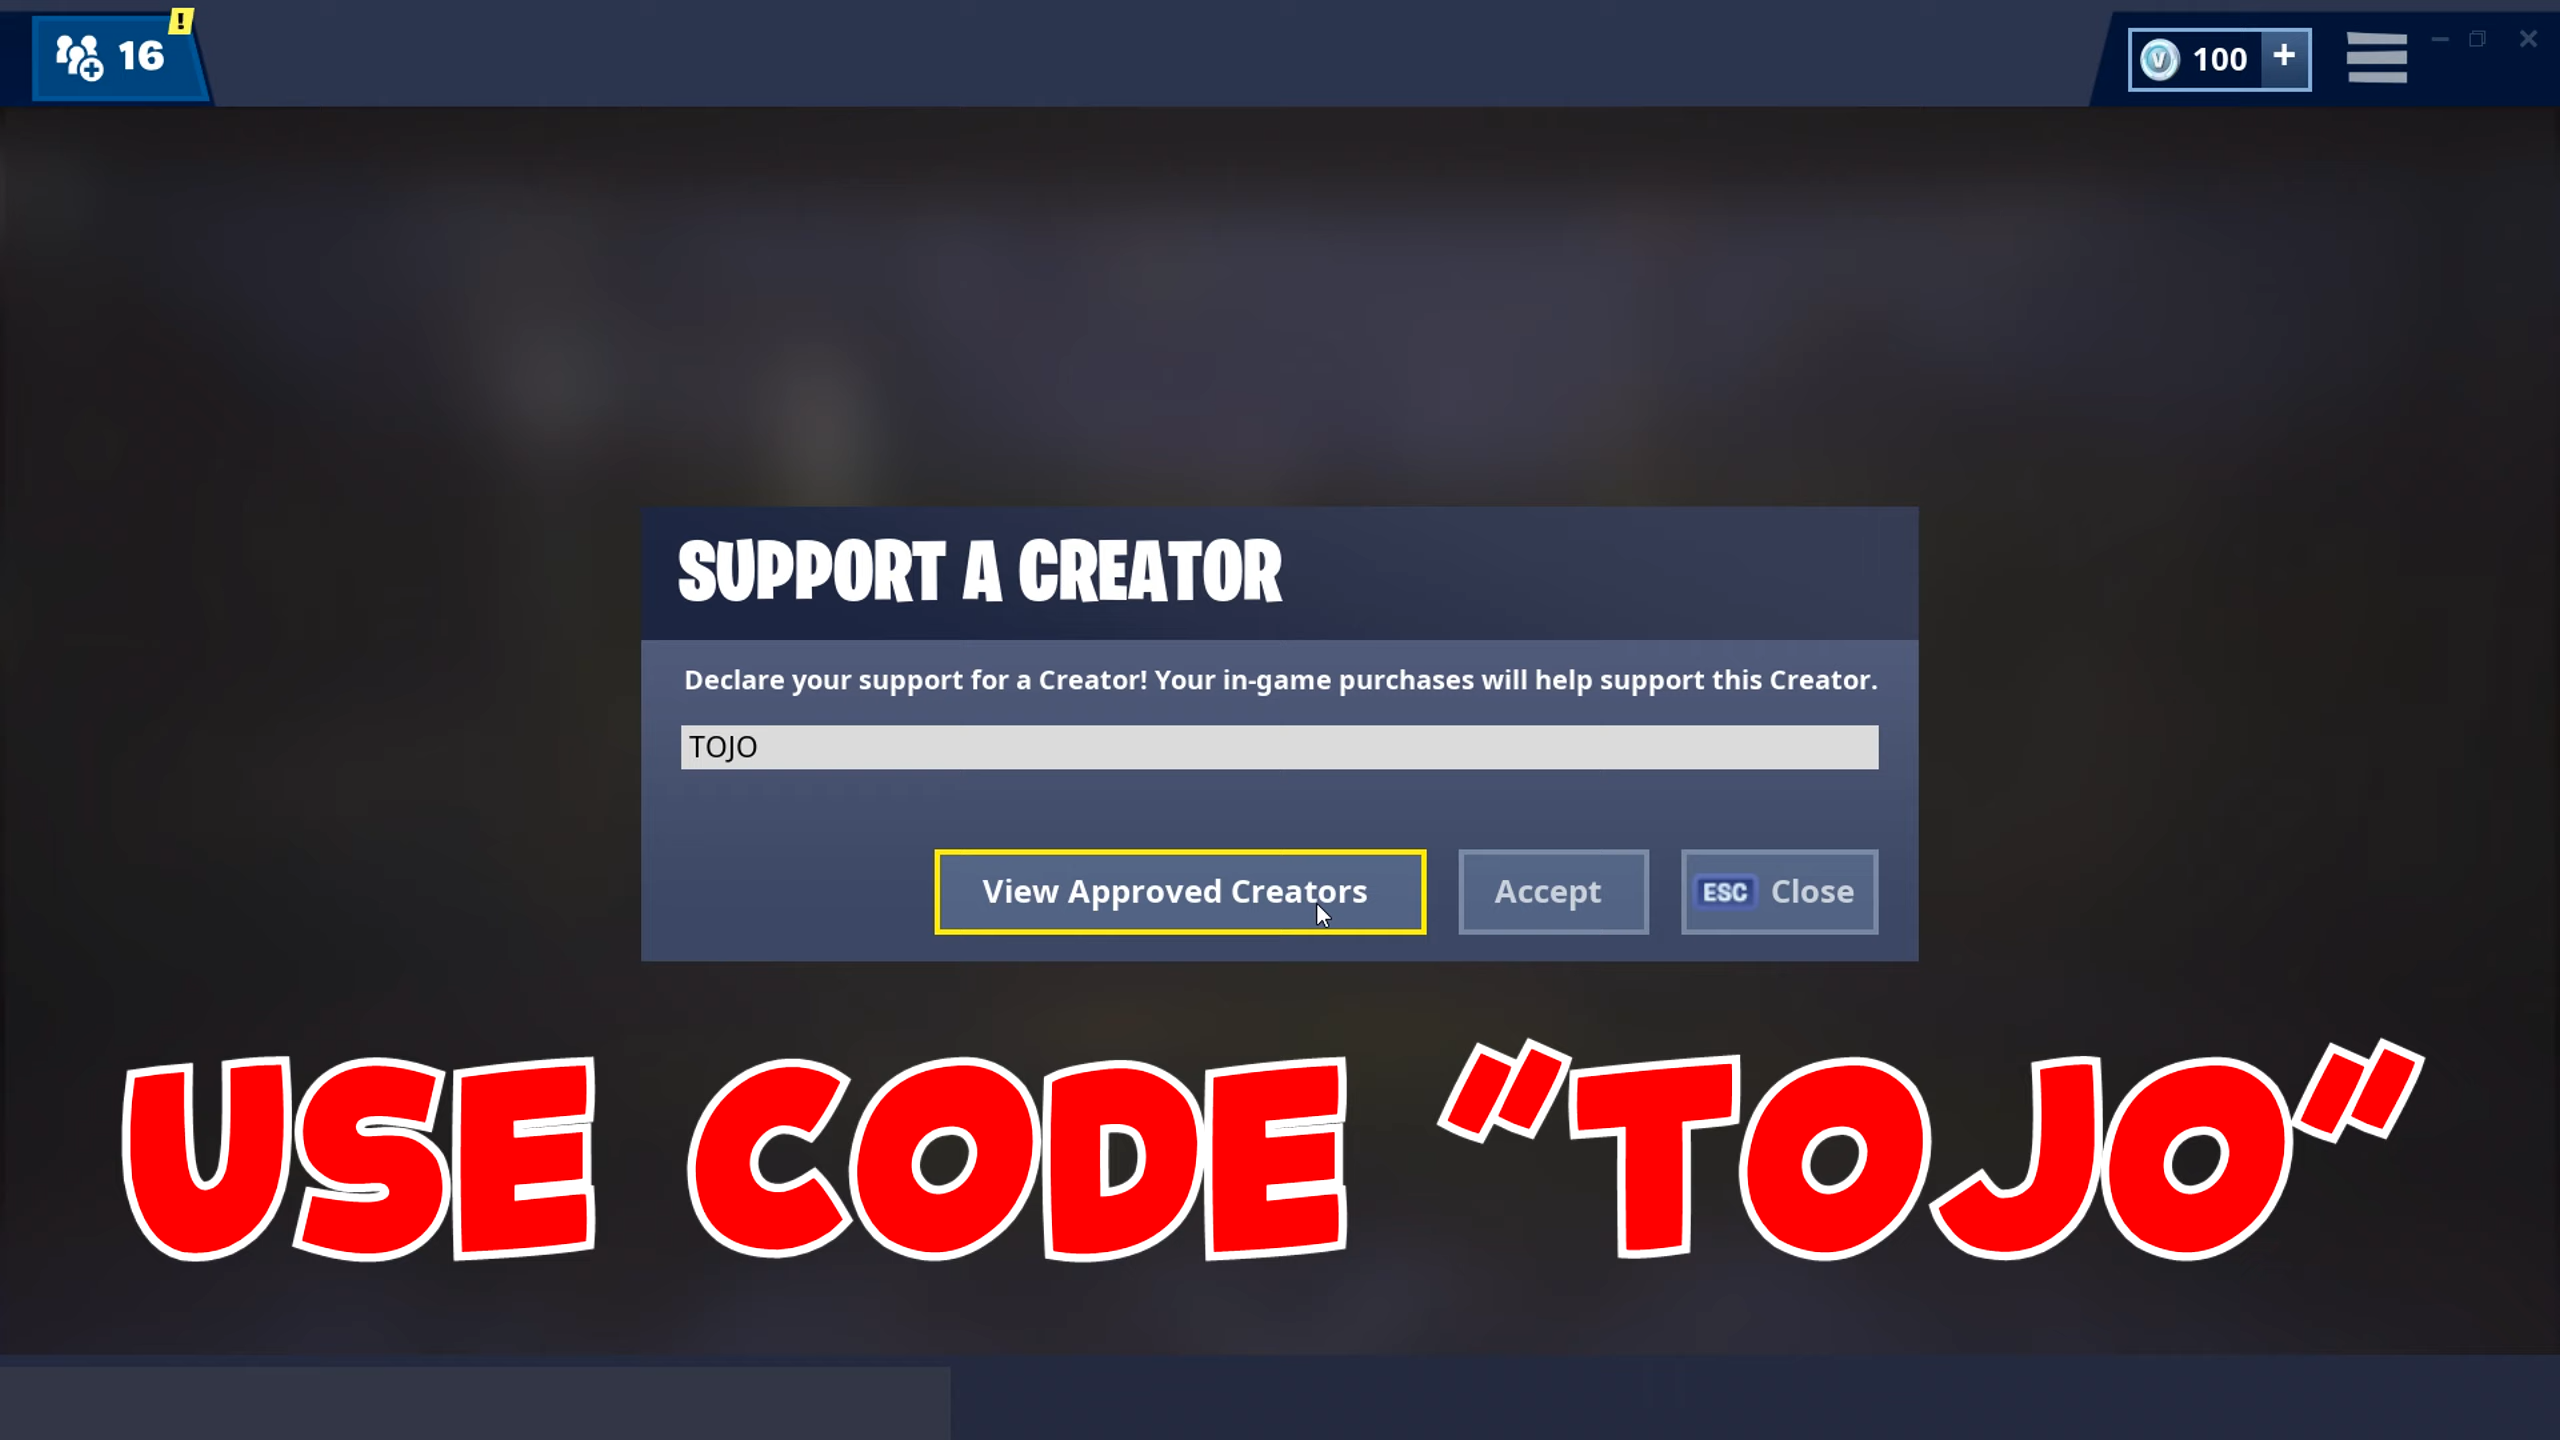 16
!
V 100 +
SUPPORT A CREATOR
Declare your support for a Creator! Your in-game purchases will help support this Creator.
TOJO
View Approved Creators
Accept
ESC Close
USE CODE "TOJO"